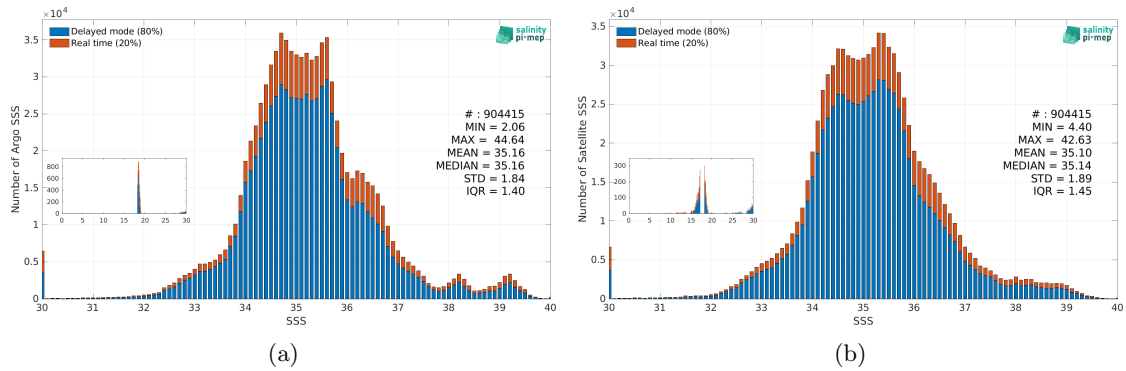 ×10⁴
Delayed mode (80%)
Real time (20%)
salinity
pi-mep
3.5
3
2.5
2
1.5
1
0.5
0
Number of Argo SSS
# : 904415
MIN = 2.06
MAX = 44.64
MEAN = 35.16
MEDIAN = 35.16
STD = 1.84
IQR = 1.40
800
600
400
200
0
0 5 10 15 20 25 30
30 31 32 33 34 35 36 37 38 39 40
SSS
(a)
×10⁴
Delayed mode (80%)
Real time (20%)
salinity
pi-mep
3.5
3
2.5
2
1.5
1
0.5
0
Number of Satellite SSS
# : 904415
MIN = 4.40
MAX = 42.63
MEAN = 35.10
MEDIAN = 35.14
STD = 1.89
IQR = 1.45
300
200
100
0
0 5 10 15 20 25 30
30 31 32 33 34 35 36 37 38 39 40
SSS
(b)